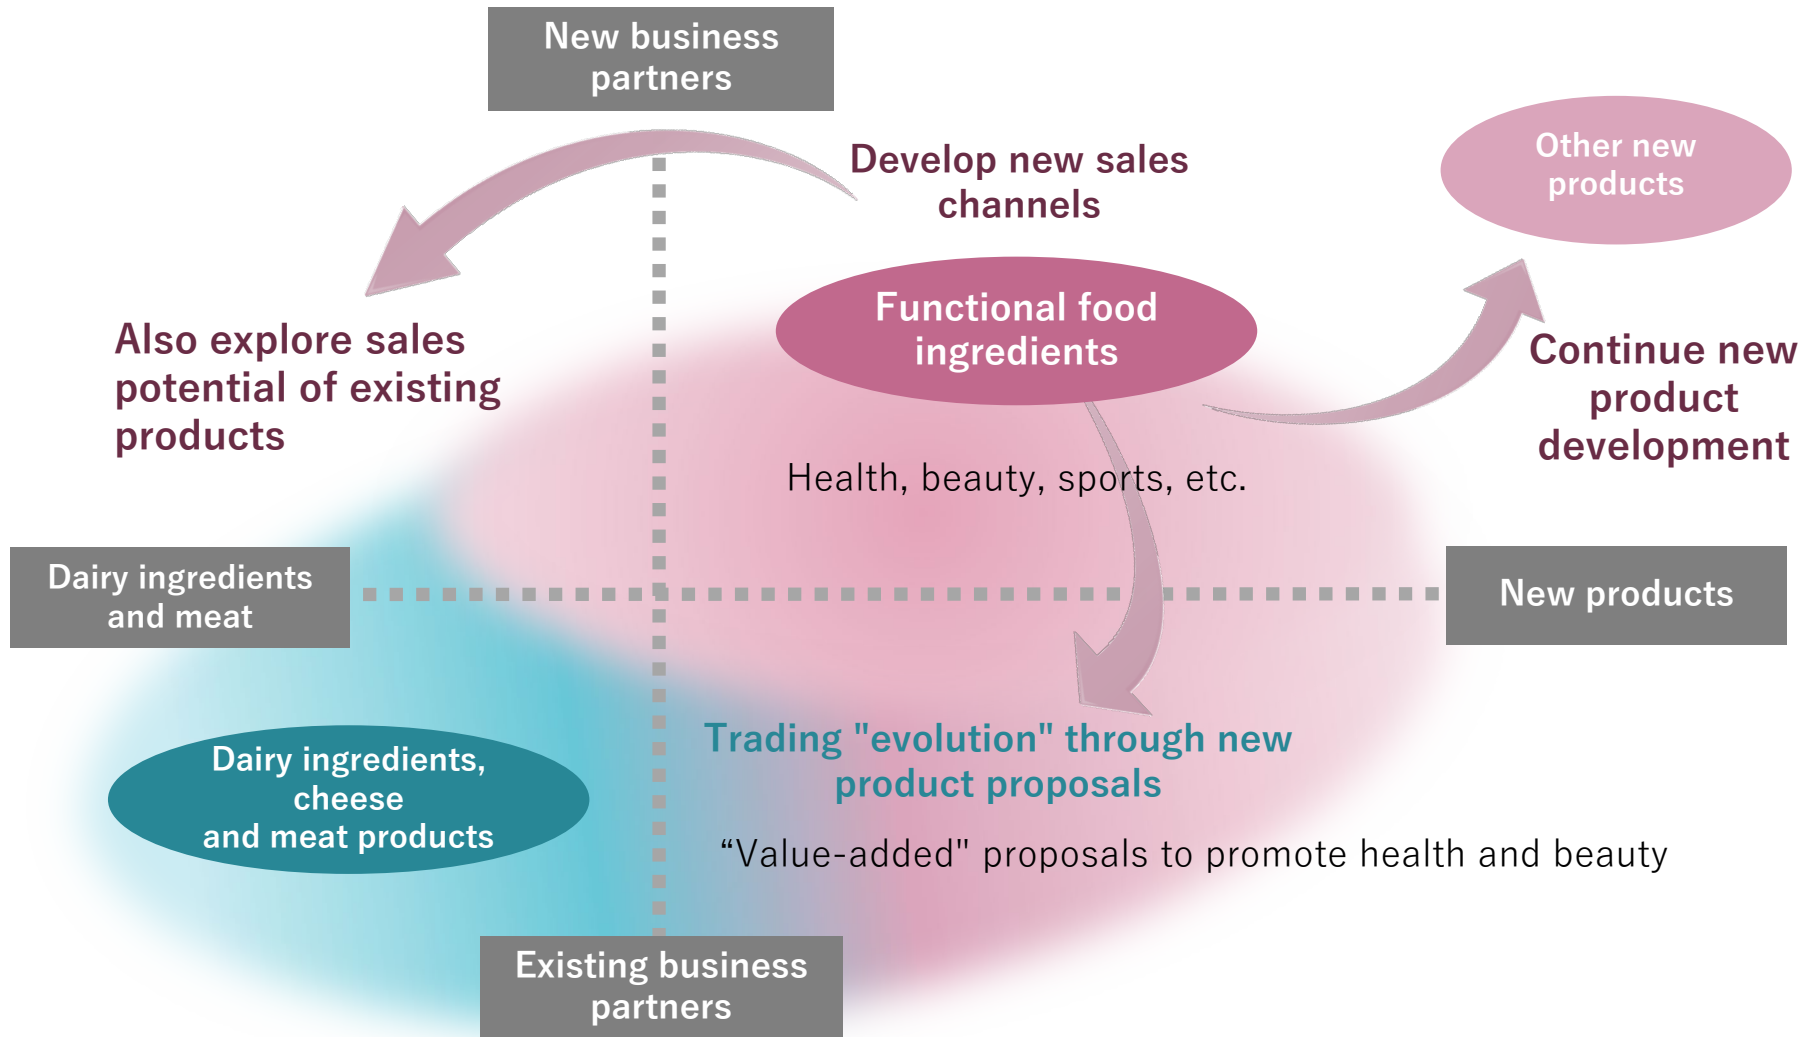 New business
partners
Develop new sales
channels
Other new
products
Functional food
ingredients
Also explore sales
potential of existing
products
Continue new
product
development
Health, beauty, sports, etc.
Dairy ingredients
and meat
New products
Trading "evolution" through new
product proposals
Dairy ingredients,
cheese
and meat products
“Value-added" proposals to promote health and beauty
Existing business
partners